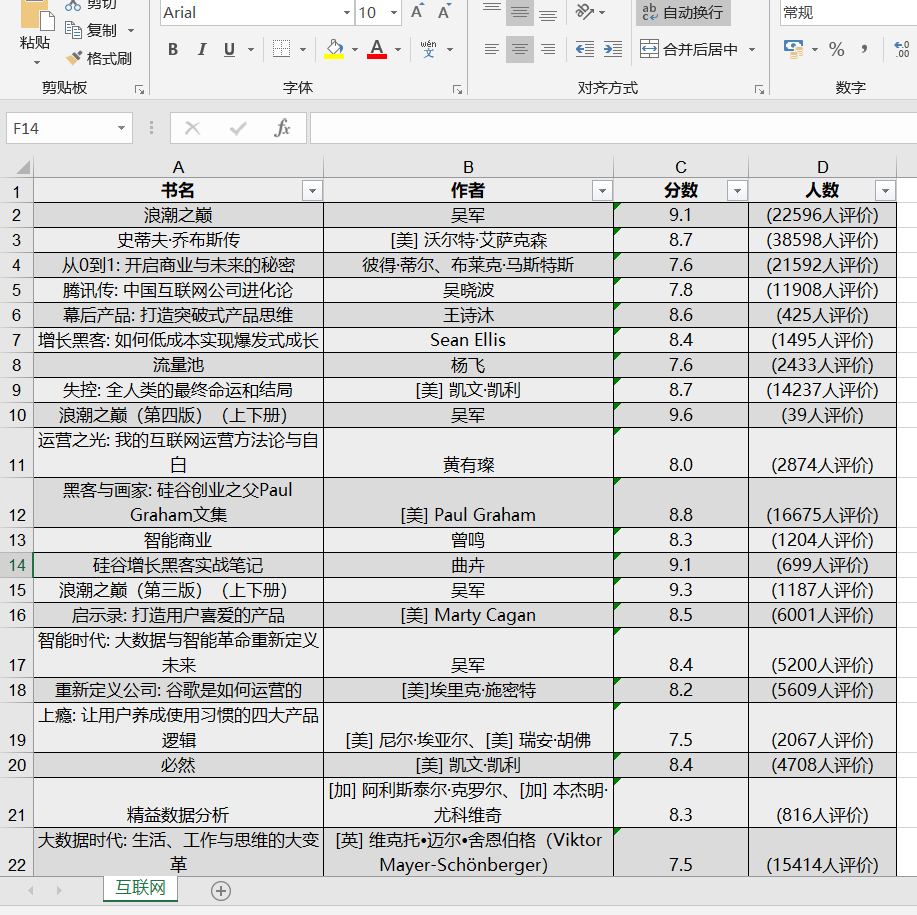 剪切
Arial 10 A A 自动换行 常规
粘贴 复制
格式刷 B I U A wén 文 合并后居中 % , .00
剪贴板 字体 对齐方式 数字
F14 fx
A B C D
1 书名 作者 分数 人数
2 浪潮之巅 吴军 9.1 (22596人评价)
3 史蒂夫·乔布斯传 [美] 沃尔特·艾萨克森 8.7 (38598人评价)
4 从0到1: 开启商业与未来的秘密 彼得·蒂尔、布莱克·马斯特斯 7.6 (21592人评价)
5 腾讯传: 中国互联网公司进化论 吴晓波 7.8 (11908人评价)
6 幕后产品: 打造突破式产品思维 王诗沐 8.6 (425人评价)
7 增长黑客: 如何低成本实现爆发式成长 Sean Ellis 8.4 (1495人评价)
8 流量池 杨飞 7.6 (2433人评价)
9 失控: 全人类的最终命运和结局 [美] 凯文·凯利 8.7 (14237人评价)
10 浪潮之巅（第四版）（上下册） 吴军 9.6 (39人评价)
运营之光: 我的互联网运营方法论与自
11 白 黄有璨 8.0 (2874人评价)
黑客与画家: 硅谷创业之父Paul
12 Graham文集 [美] Paul Graham 8.8 (16675人评价)
13 智能商业 曾鸣 8.3 (1204人评价)
14 硅谷增长黑客实战笔记 曲卉 9.1 (699人评价)
15 浪潮之巅（第三版）（上下册） 吴军 9.3 (1187人评价)
16 启示录: 打造用户喜爱的产品 [美] Marty Cagan 8.5 (6001人评价)
智能时代: 大数据与智能革命重新定义
17 未来 吴军 8.4 (5200人评价)
18 重新定义公司: 谷歌是如何运营的 [美]埃里克·施密特 8.2 (5609人评价)
上瘾: 让用户养成使用习惯的四大产品
19 逻辑 [美] 尼尔·埃亚尔、[美] 瑞安·胡佛 7.5 (2067人评价)
20 必然 [美] 凯文·凯利 8.4 (4708人评价)
[加] 阿利斯泰尔·克罗尔、[加] 本杰明·
21 精益数据分析 尤科维奇 8.3 (816人评价)
大数据时代: 生活、工作与思维的大变 [英] 维克托•迈尔•舍恩伯格（Viktor
22 革 Mayer-Schönberger） 7.5 (15414人评价)
互联网